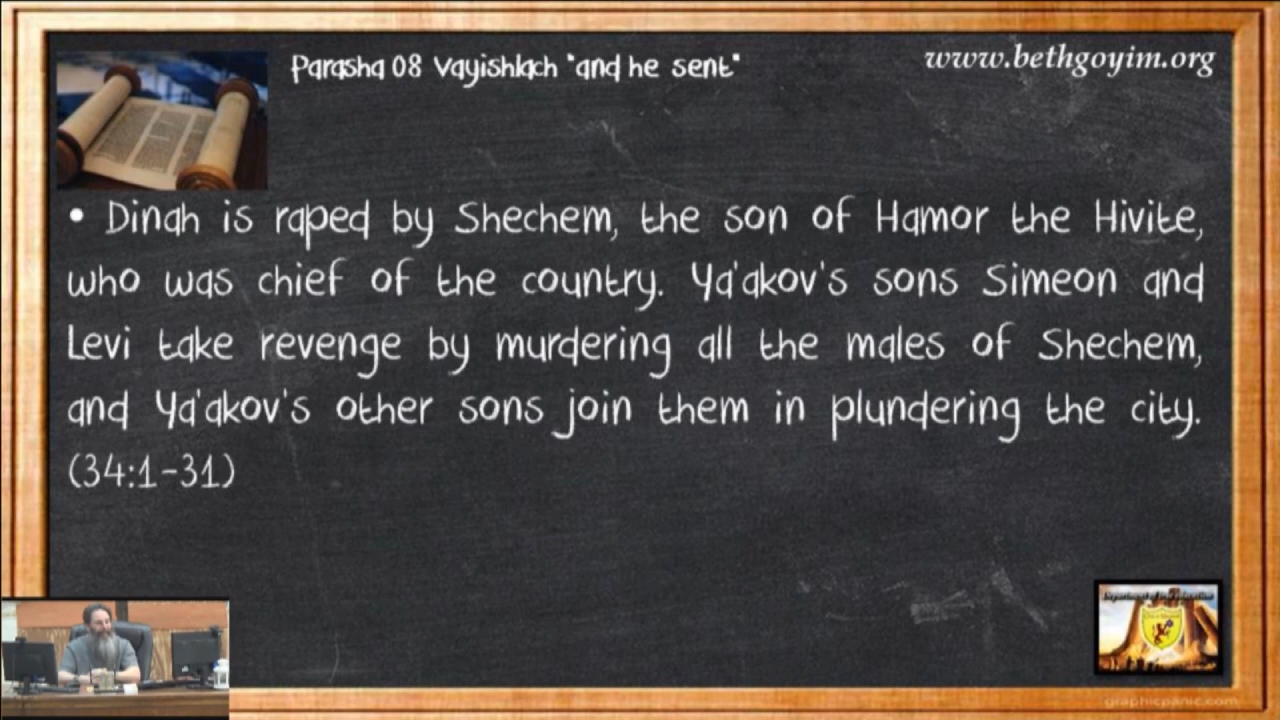 Parasha 08 Vayishlach "and he sent"
www.bethgoyim.org
• Dinah is raped by Shechem, the son of Hamor the Hivite,
who was chief of the country. Ya'akov's sons Simeon and
Levi take revenge by murdering all the males of Shechem,
and Ya'akov's other sons join them in plundering the city.
(34:1-31)
graphicpanic.com